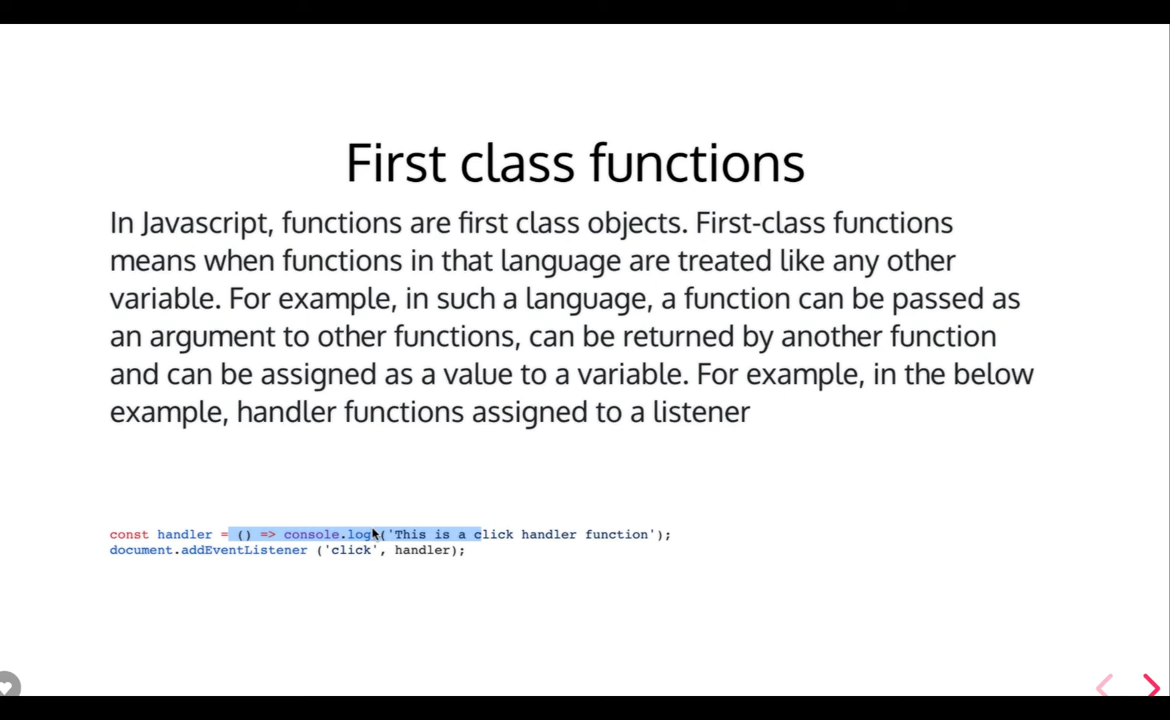 First class functions
In Javascript, functions are first class objects. First-class functions
means when functions in that language are treated like any other
variable. For example, in such a language, a function can be passed as
an argument to other functions, can be returned by another function
and can be assigned as a value to a variable. For example, in the below
example, handler functions assigned to a listener
const handler = () => console.log ('This is a click handler function');
document.addEventListener ('click', handler);